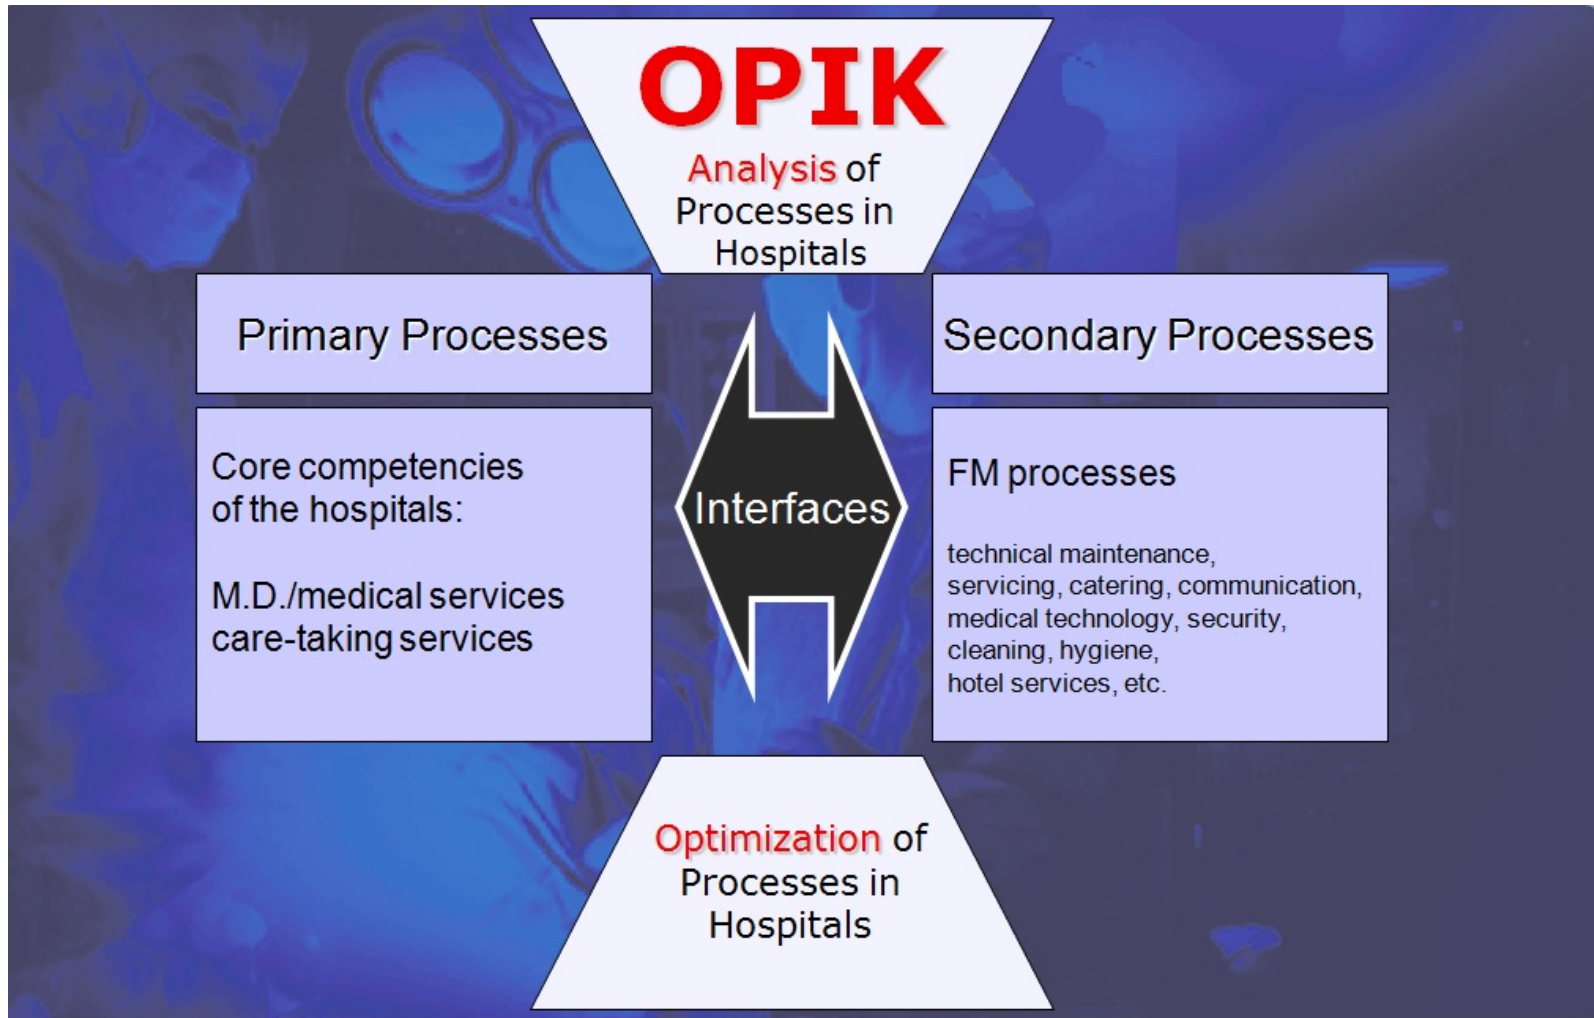 OPIK
Analysis of
Processes in
Hospitals
Primary Processes
Core competencies
of the hospitals:
M.D./medical services
care-taking services
Interfaces
Secondary Processes
FM processes
technical maintenance,
servicing, catering, communication,
medical technology, security,
cleaning, hygiene,
hotel services, etc.
Optimization of
Processes in
Hospitals